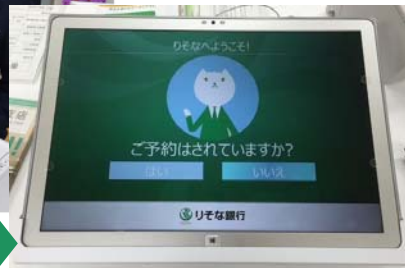 りそなへようこそ!
ご予約はされていますか?
はい
いいえ
りそな銀行